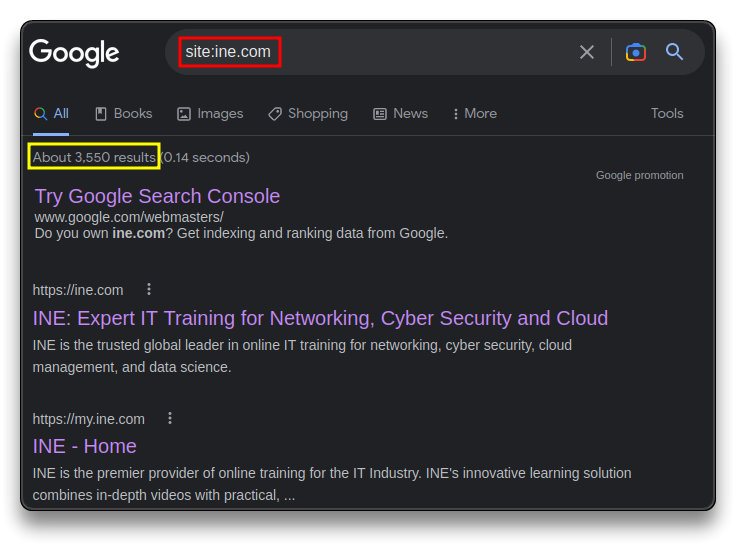 Google
site:ine.com
All Books Images Shopping News More Tools
About 3,550 results (0.14 seconds)
Google promotion
Try Google Search Console
www.google.com/webmasters/
Do you own ine.com? Get indexing and ranking data from Google.
https://ine.com
INE: Expert IT Training for Networking, Cyber Security and Cloud
INE is the trusted global leader in online IT training for networking, cyber security, cloud
management, and data science.
https://my.ine.com
INE - Home
INE is the premier provider of online training for the IT Industry. INE's innovative learning solution
combines in-depth videos with practical, ...